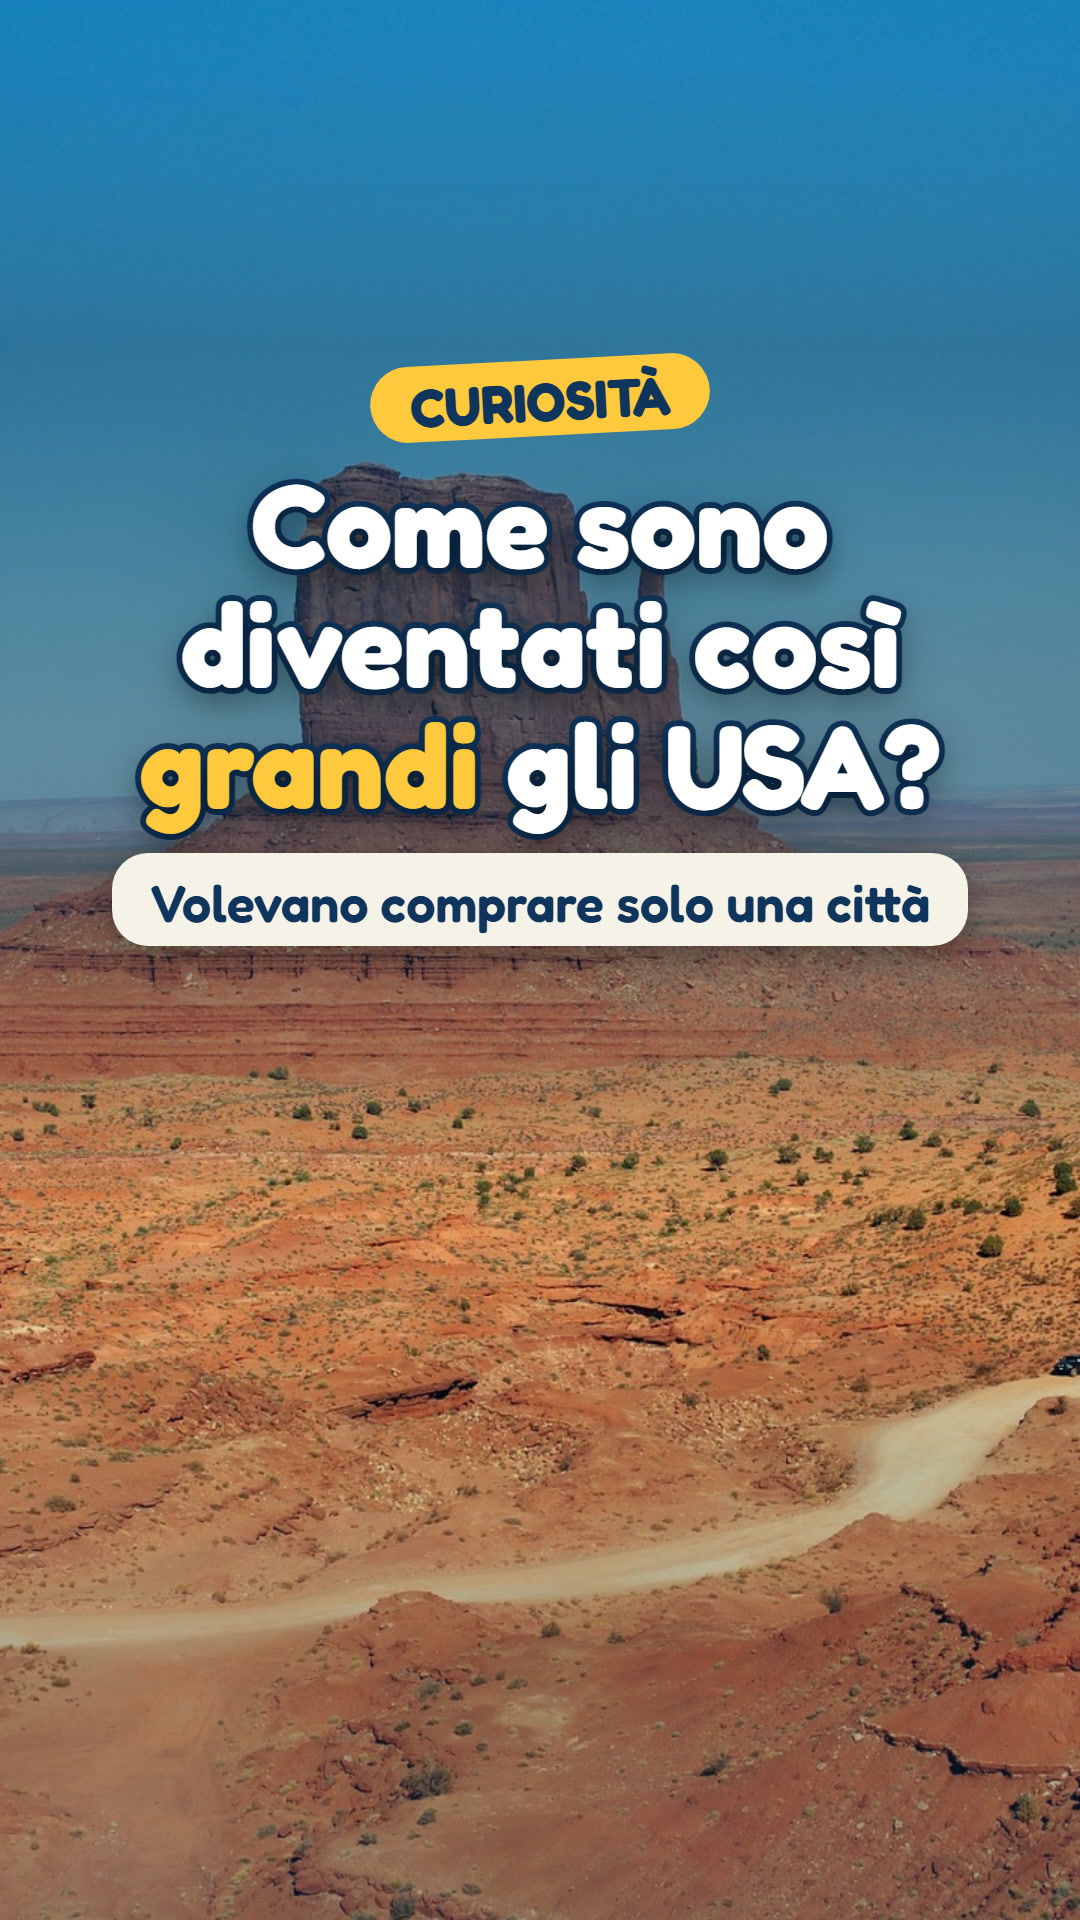 CURIOSITÀ
Come sono
diventati così
grandi gli USA?
Volevano comprare solo una città